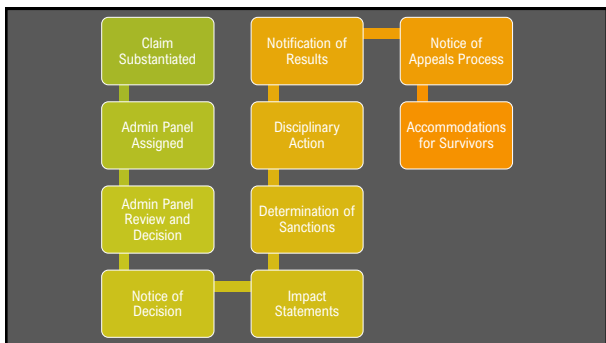 Claim
Substantiated
Admin Panel
Assigned
Admin Panel
Review and
Decision
Notice of
Decision
Impact
Statements
Determination of
Sanctions
Disciplinary
Action
Notification of
Results
Notice of
Appeals Process
Accommodations
for Survivors